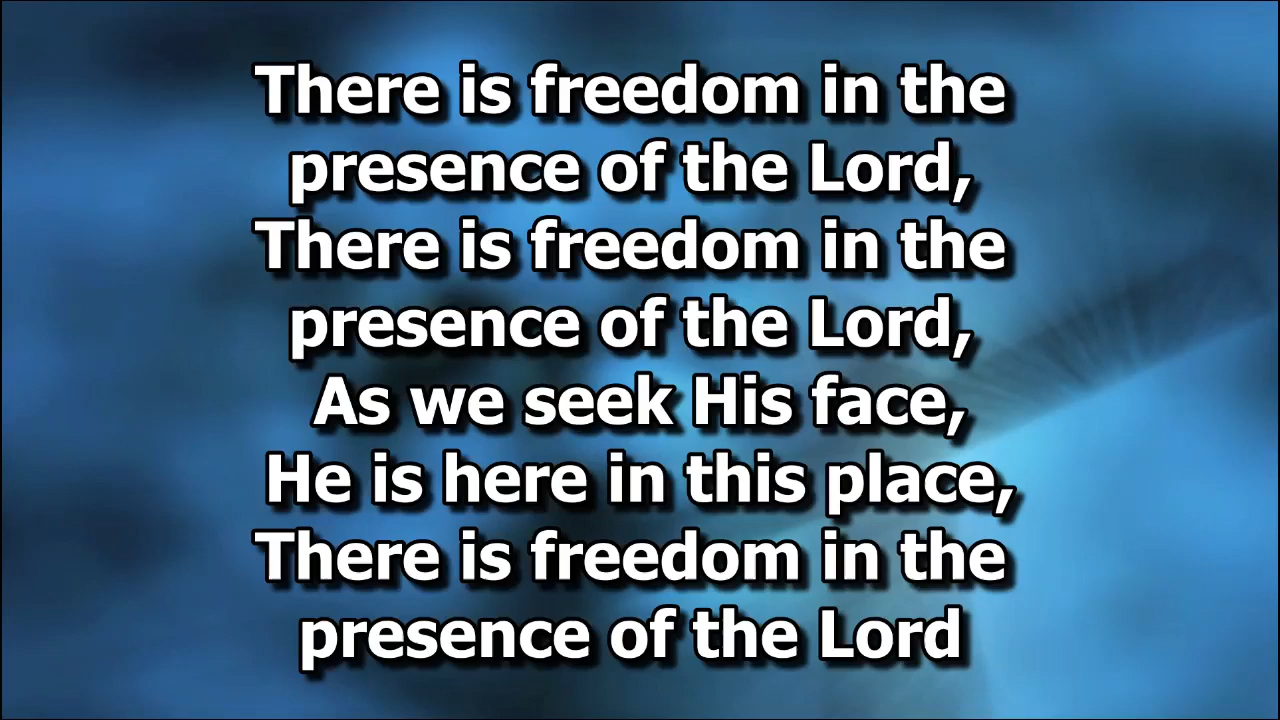 There is freedom in the
presence of the Lord,
There is freedom in the
presence of the Lord,
As we seek His face,
He is here in this place,
There is freedom in the
presence of the Lord